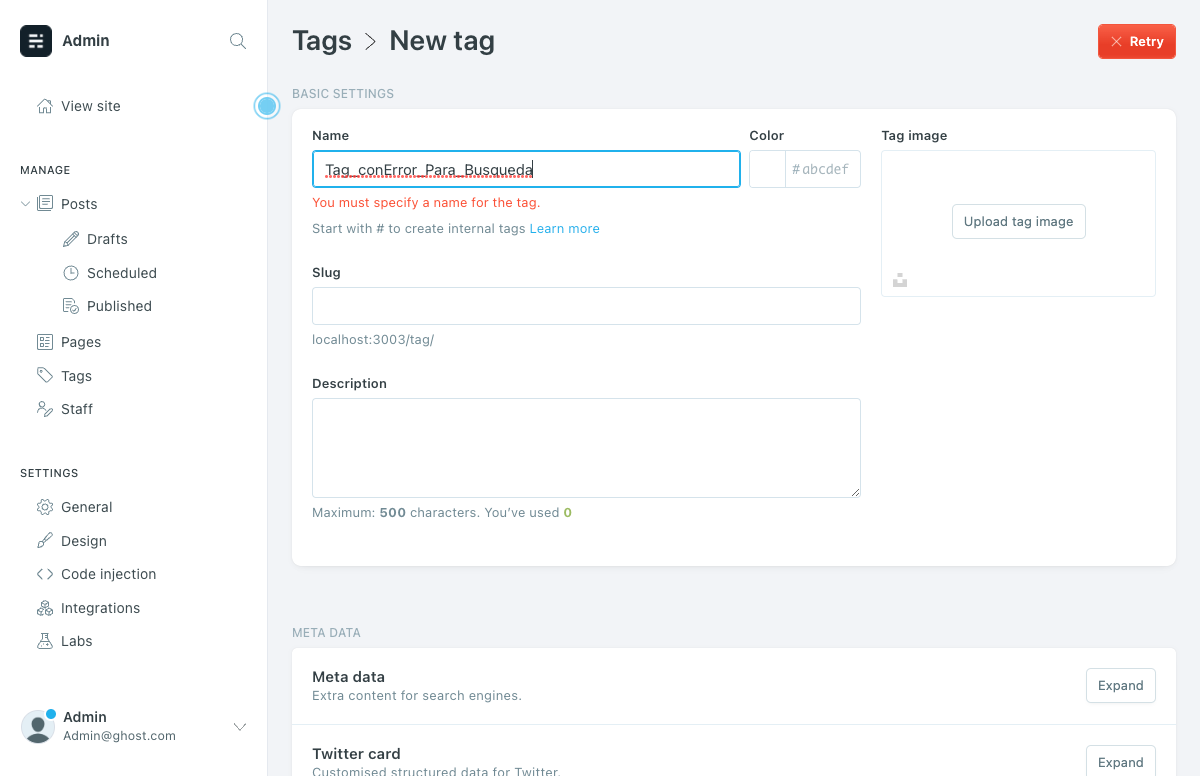 Admin
View site
MANAGE
Posts
Drafts
Scheduled
Published
Pages
Tags
Staff
SETTINGS
General
Design
Code injection
Integrations
Labs
Admin
Admin@ghost.com
Tags > New tag
Retry
BASIC SETTINGS
Name
Tag_conError_Para_Busqueda
You must specify a name for the tag.
Start with # to create internal tags Learn more
Color
#abcdef
Tag image
Upload tag image
Slug
localhost:3003/tag/
Description
Maximum: 500 characters. You’ve used 0
META DATA
Meta data
Extra content for search engines.
Expand
Twitter card
Customised structured data for Twitter.
Expand